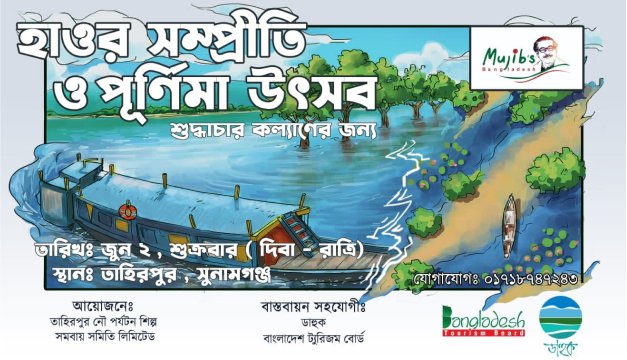 হাওর সম্প্রীতি
ও পূর্ণিমা উৎসব
শুদ্ধাচার কল্যাণের জন্য
Mujib's
Bangladesh
তারিখঃ জুন ২, শুক্রবার ( দিবা - রাত্রি)
স্থানঃ তাহিরপুর, সুনামগঞ্জ
যোগাযোগঃ ০১৭১৮৭৪৭২৪৩
আয়োজনেঃ
তাহিরপুর নৌ পর্যটন শিল্প
সমবায় সমিতি লিমিটেড
বাস্তবায়ন সহযোগীঃ
ডাহুক
বাংলাদেশ ট্যুরিজম বোর্ড
Bangladesh
Tourism Board
ডাহুক